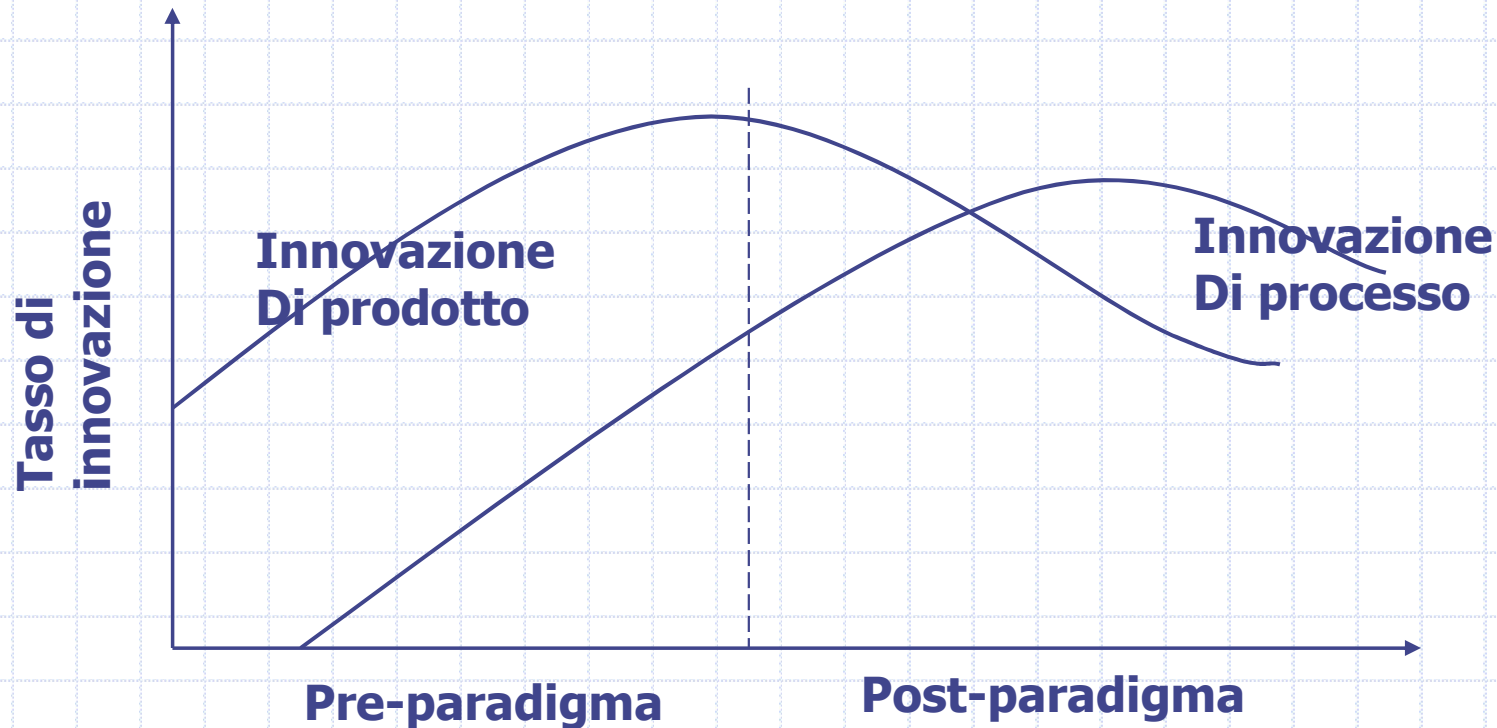 Tasso di
innovazione
Innovazione
Di prodotto
Innovazione
Di processo
Pre-paradigma
Post-paradigma